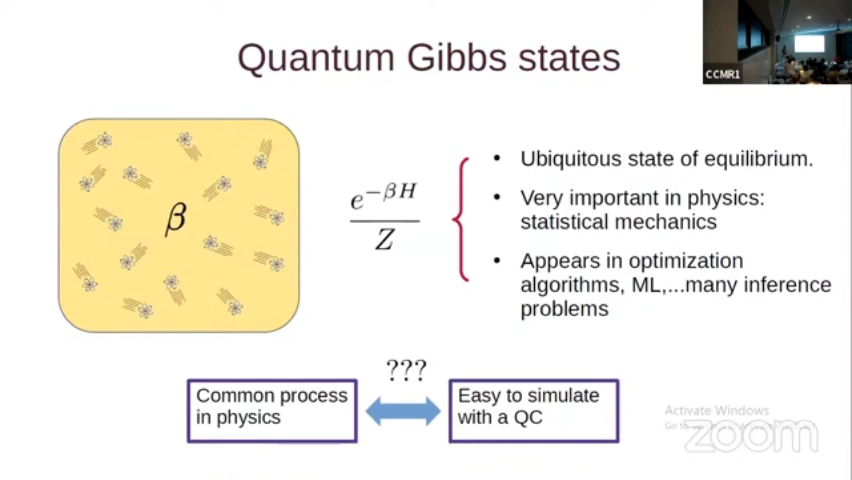 Quantum Gibbs states
CCMR1
β
e^{-βH}
Z
• Ubiquitous state of equilibrium.
• Very important in physics:
statistical mechanics
• Appears in optimization
algorithms, ML,...many inference
problems
???
Common process
in physics
Easy to simulate
with a QC
Activate Windows
zoom